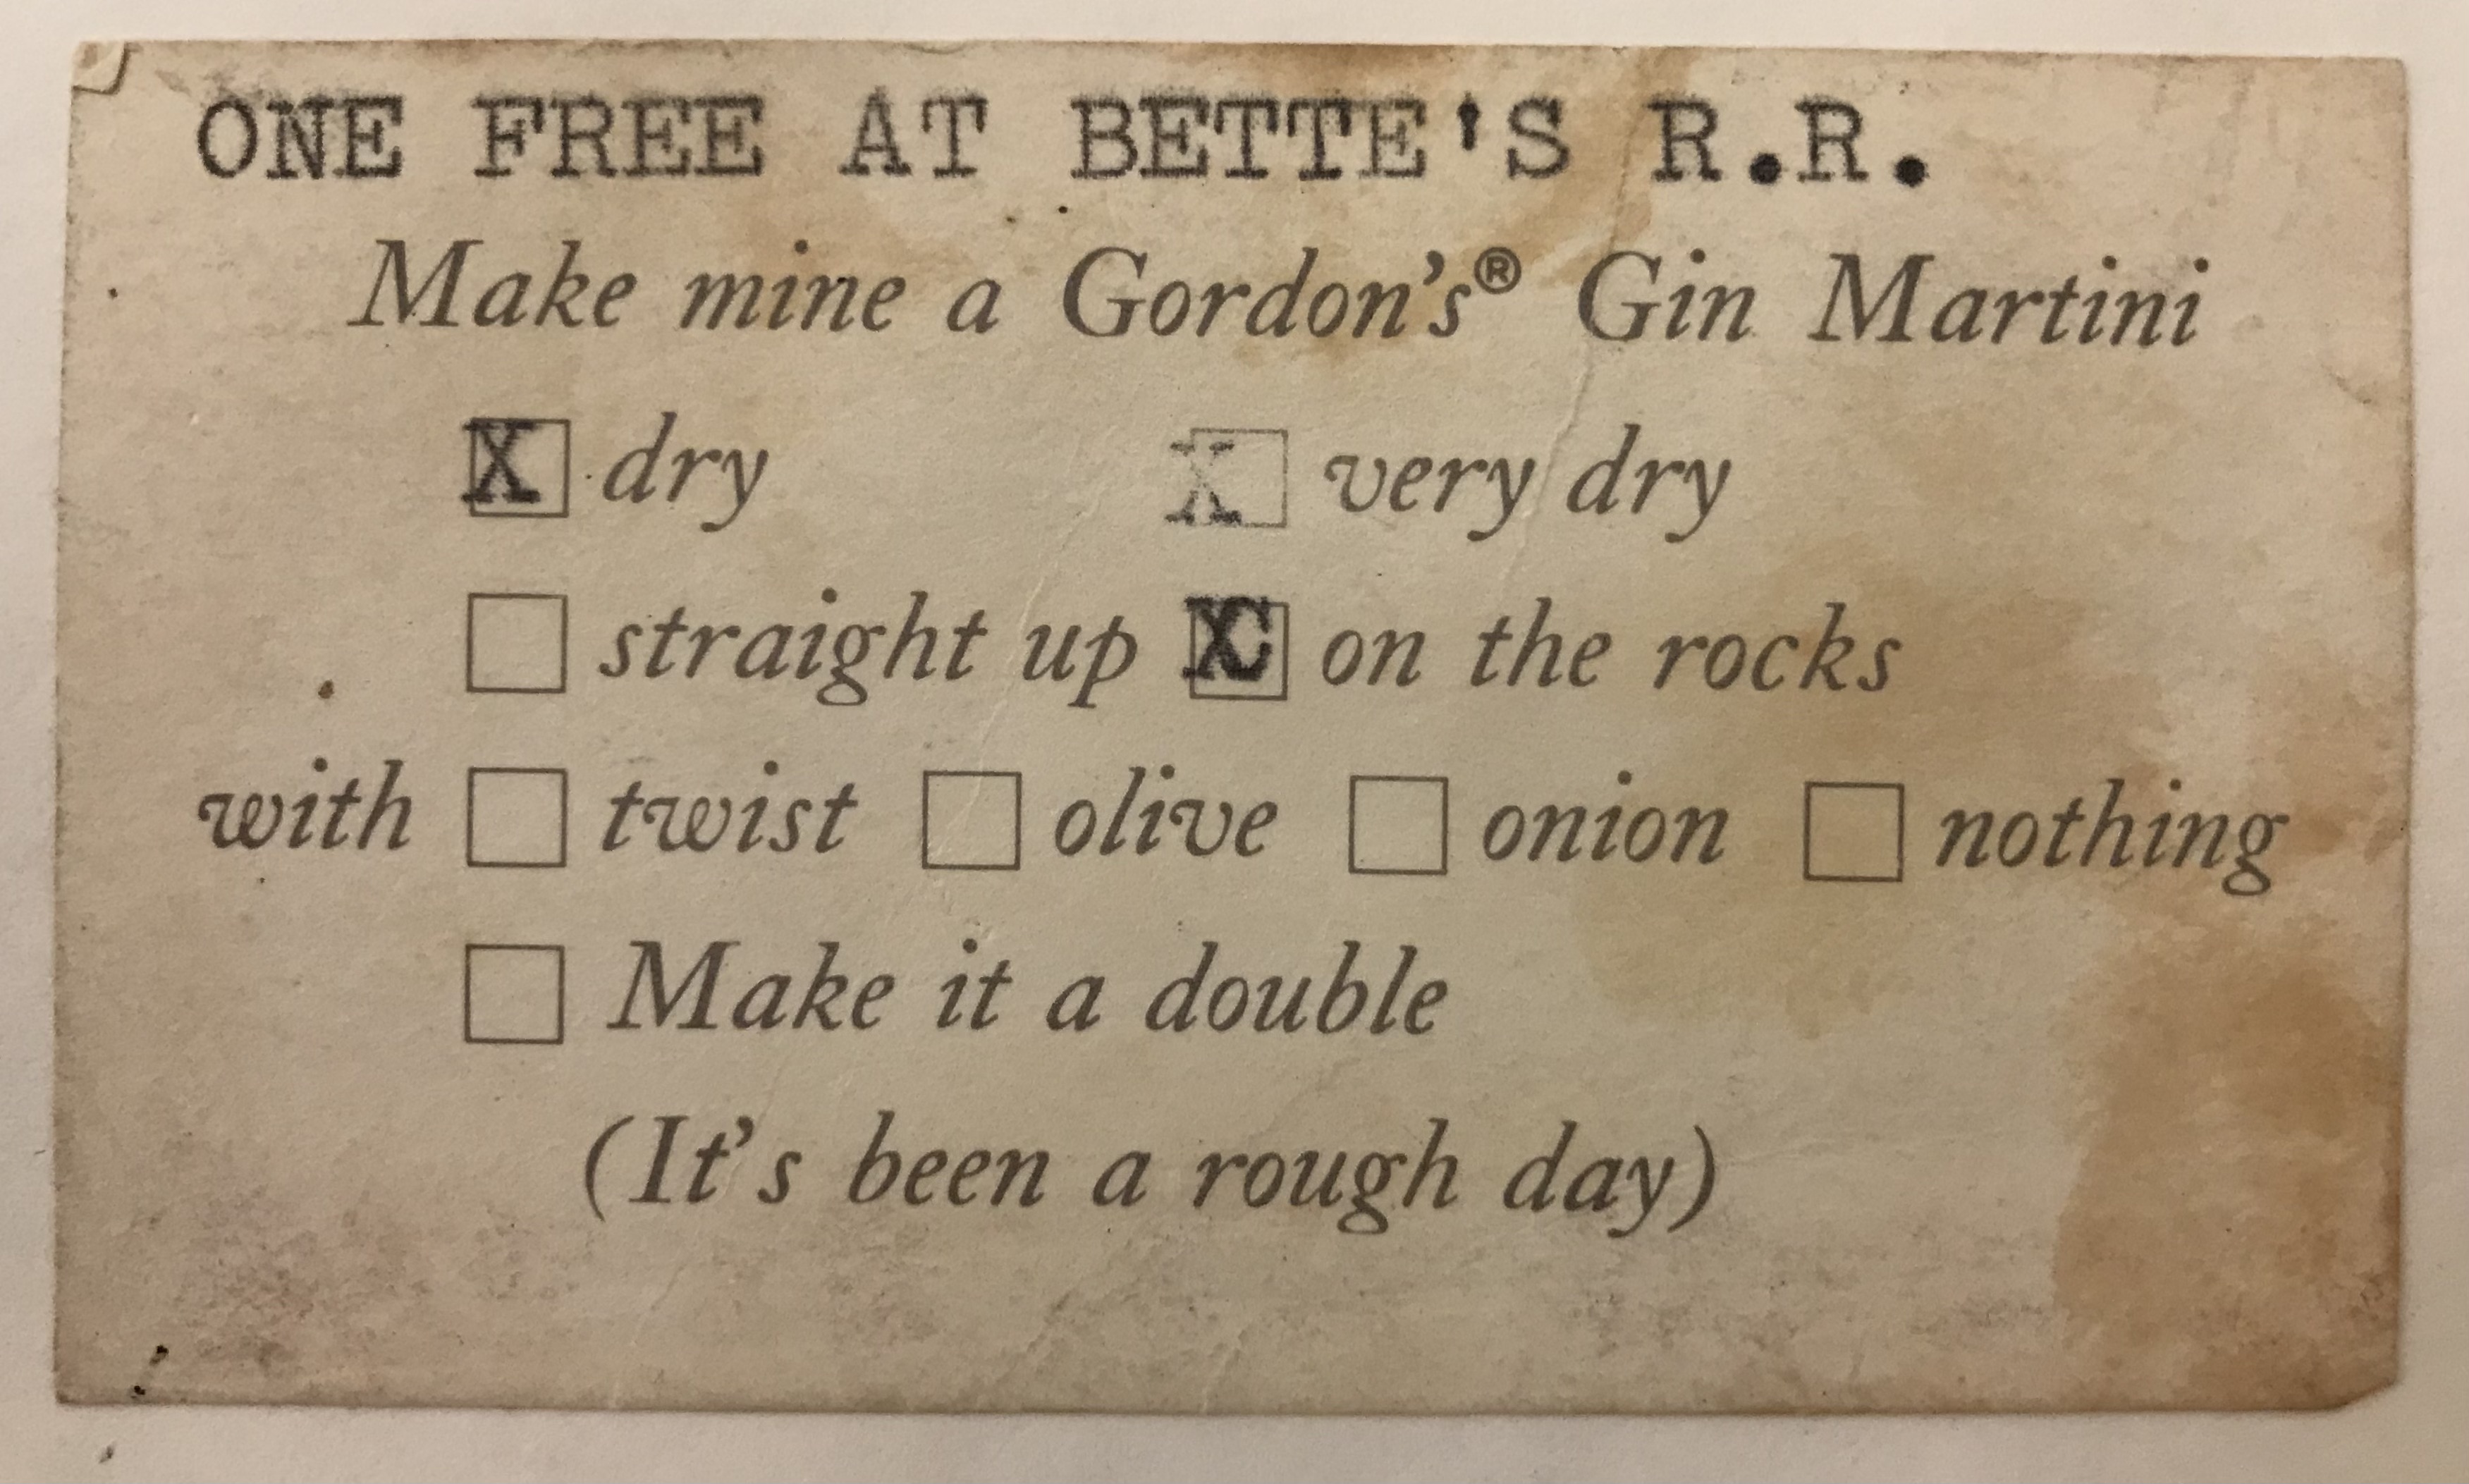 ONE FREE AT BETTE'S R.R.
Make mine a Gordon's® Gin Martini
X dry X very dry
☐ straight up X on the rocks
with ☐ twist ☐ olive ☐ onion ☐ nothing
☐ Make it a double
(It's been a rough day)